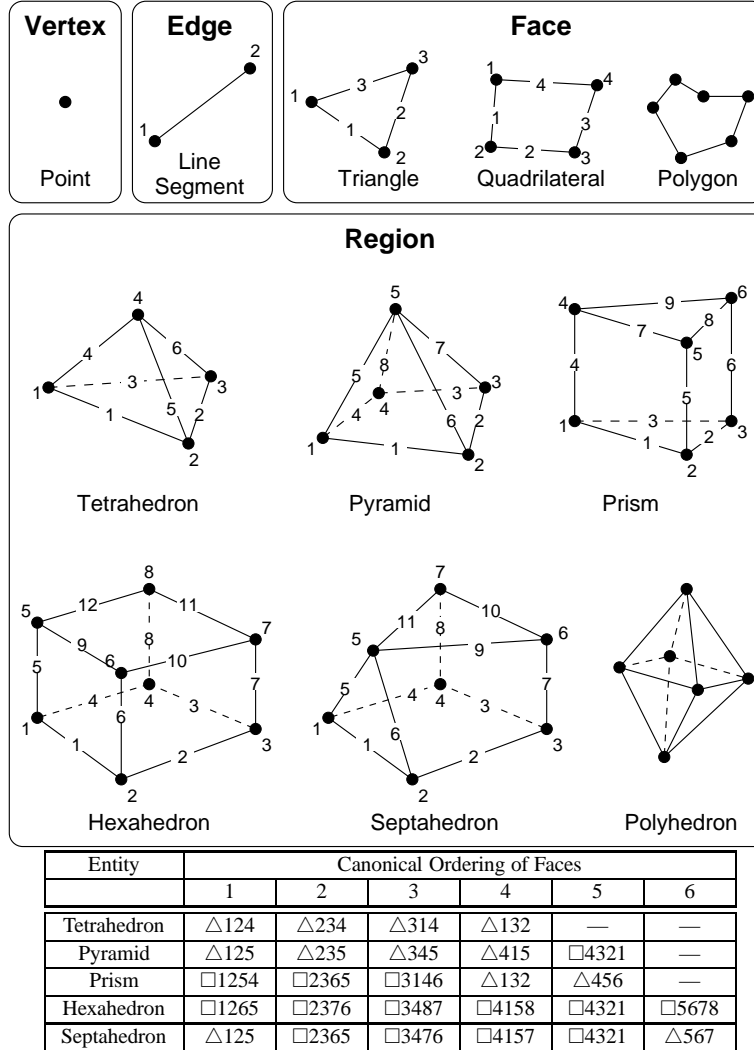 Vertex
Point
Edge
1 2
Line
Segment
Face
1 2 3
1 2 3
Triangle
1 2 3 4
1 2 3 4
Quadrilateral
Polygon
Region
1 2 3 4
1 2 3 4 5 6
Tetrahedron
1 2 3 4 5
1 2 3 4 5 6 7 8
Pyramid
1 2 3 4 5 6
1 2 3 4 5 6 7 8 9
Prism
1 2 3 4 5 6 7 8
1 2 3 4 5 6 7 8 9 10 11 12
Hexahedron
1 2 3 4 5 6 7
1 2 3 4 5 6 7 8 9 10 11
Septahedron
Polyhedron
Entity Canonical Ordering of Faces
1 2 3 4 5 6
Tetrahedron △124 △234 △314 △132 — —
Pyramid △125 △235 △345 △415 □4321 —
Prism □1254 □2365 □3146 △132 △456 —
Hexahedron □1265 □2376 □3487 □4158 □4321 □5678
Septahedron △125 □2365 □3476 □4157 □4321 △567